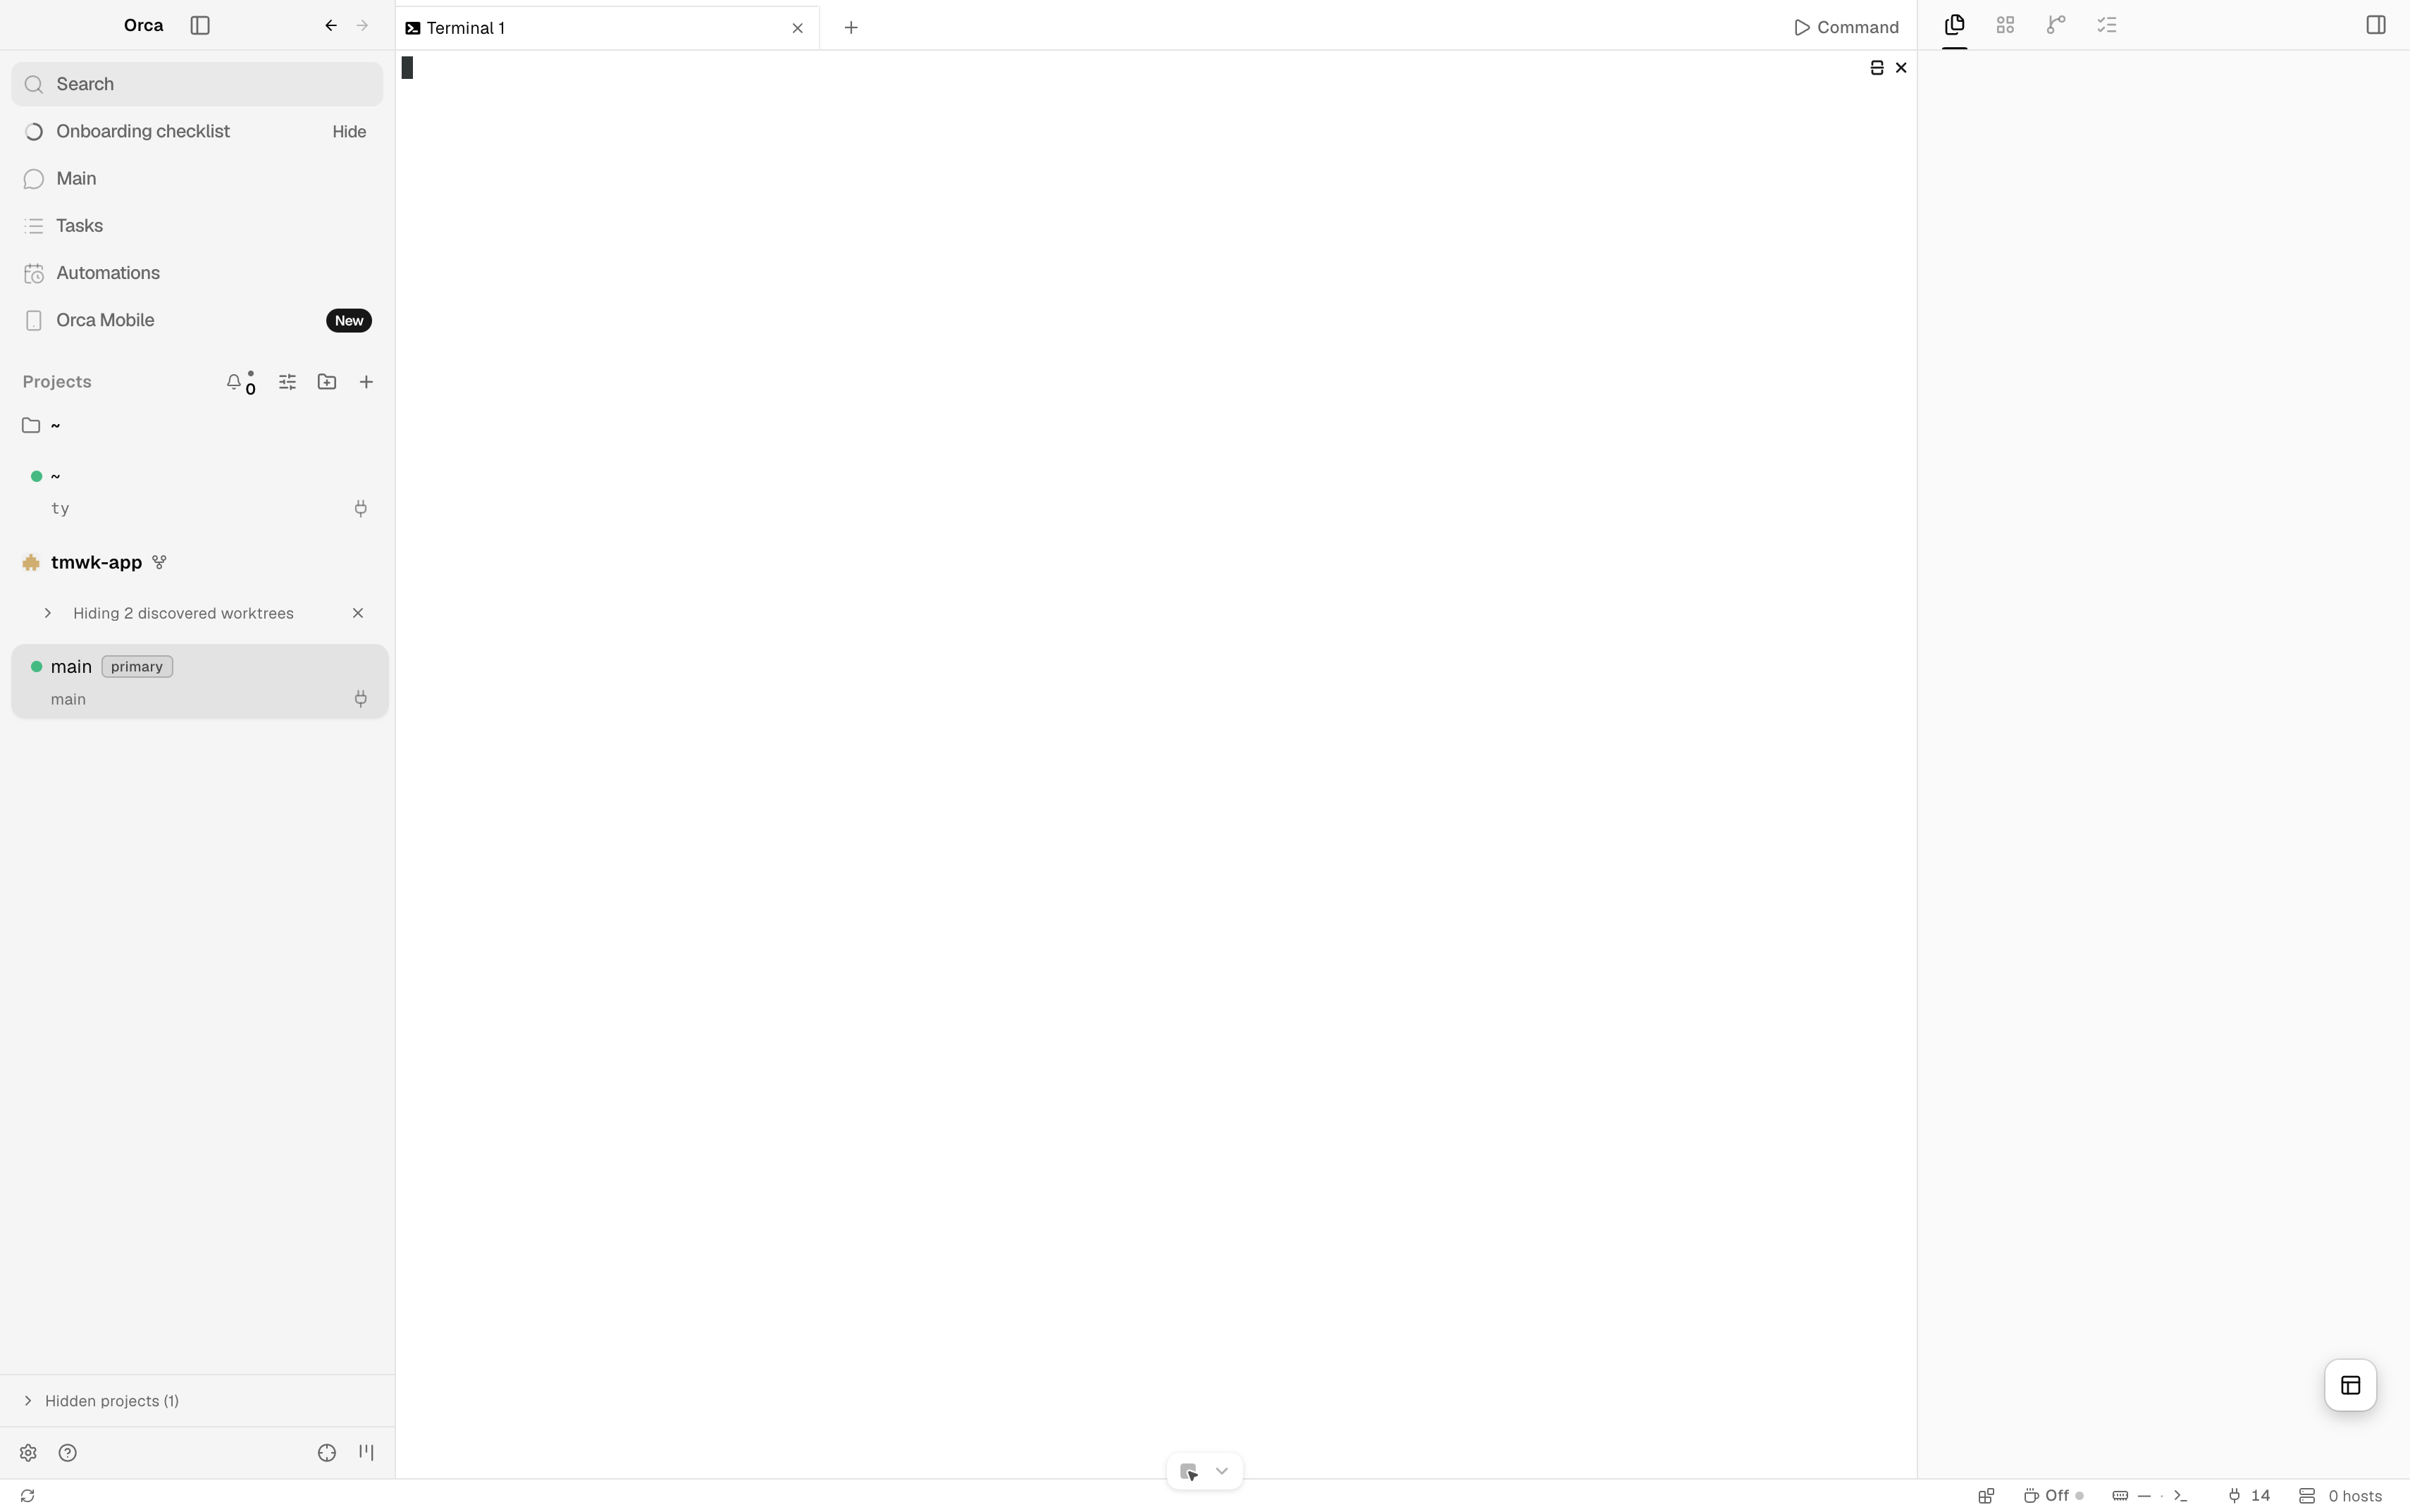 Orca
Terminal 1
Command
Search
Onboarding checklist Hide
Main
Tasks
Automations
Orca Mobile New
Projects 0
~
~
ty
tmwk-app
Hiding 2 discovered worktrees
main primary
main
Hidden projects (1)
Off — · 14 0 hosts